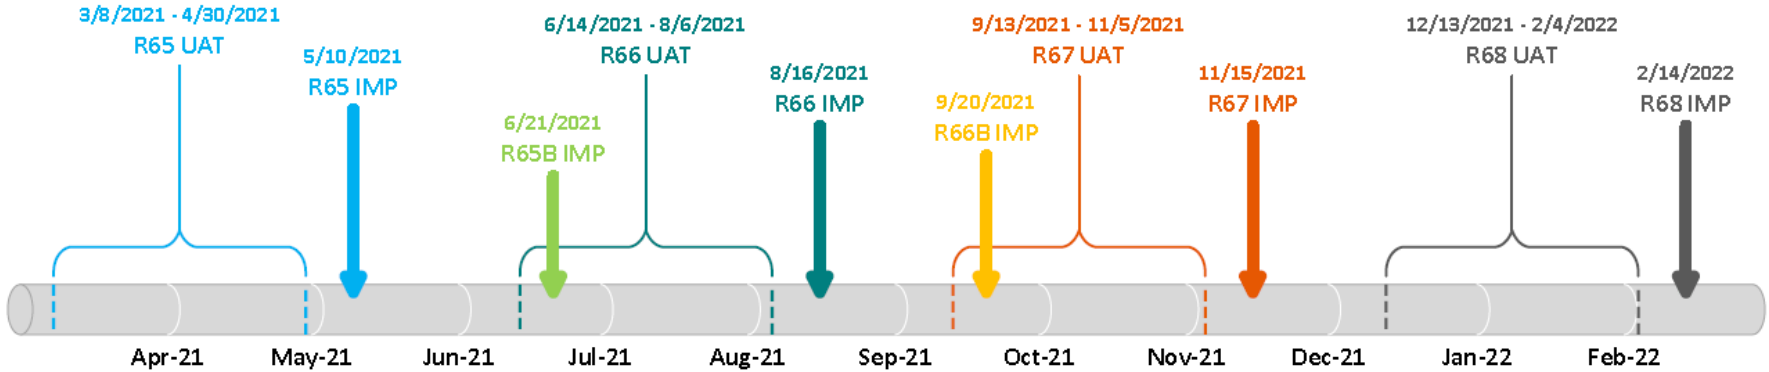 3/8/2021 - 4/30/2021
R65 UAT
5/10/2021
R65 IMP
6/21/2021
R65B IMP
6/14/2021 - 8/6/2021
R66 UAT
8/16/2021
R66 IMP
9/20/2021
R66B IMP
9/13/2021 - 11/5/2021
R67 UAT
11/15/2021
R67 IMP
12/13/2021 - 2/4/2022
R68 UAT
2/14/2022
R68 IMP
Apr-21 May-21 Jun-21 Jul-21 Aug-21 Sep-21 Oct-21 Nov-21 Dec-21 Jan-22 Feb-22